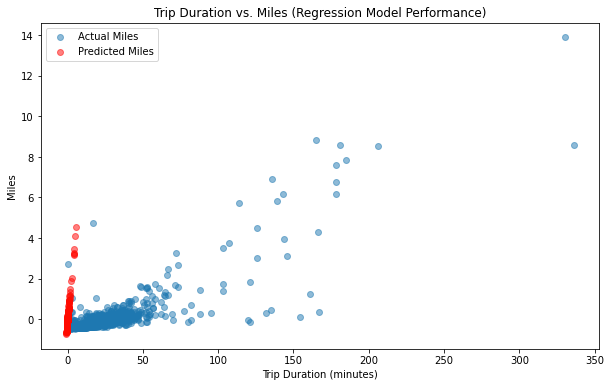 Trip Duration vs. Miles (Regression Model Performance)
Actual Miles
Predicted Miles
14
12
10
8
6
4
2
0
Miles
0 50 100 150 200 250 300 350
Trip Duration (minutes)